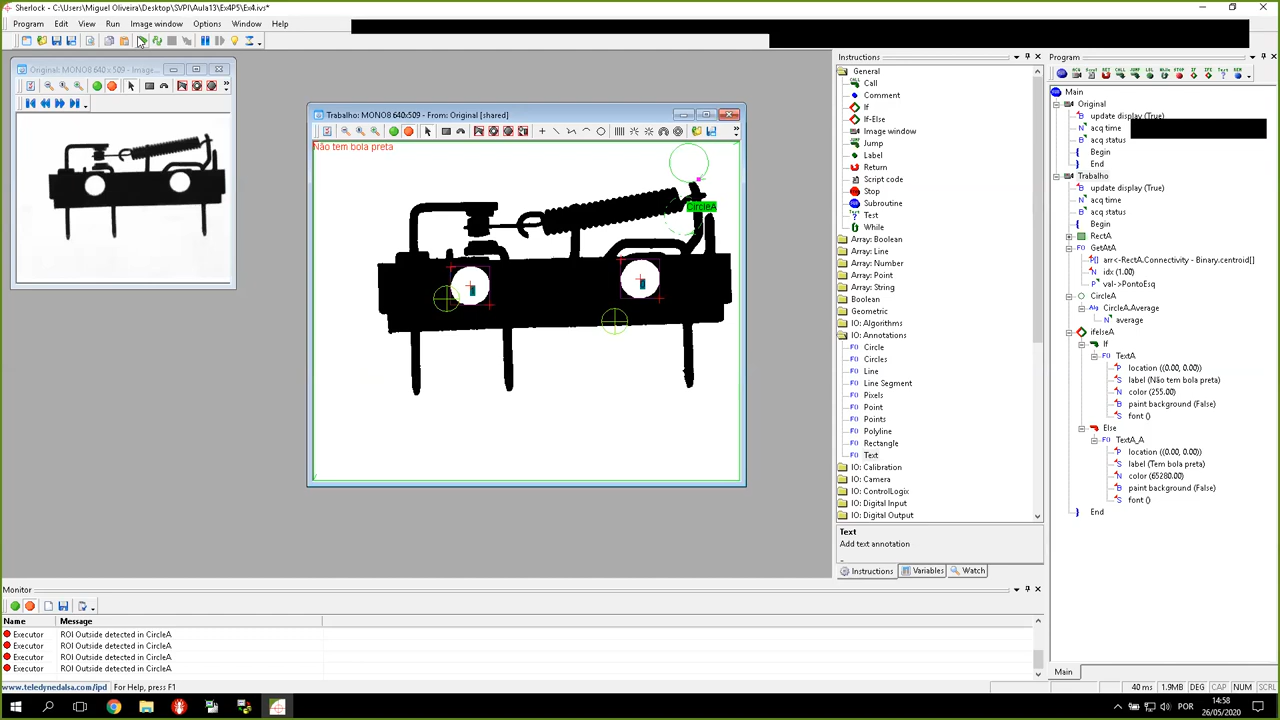 Sherlock - C:\Users\Miguel Oliveira\Desktop\SVPI\Aula13\Ex4P5\Ex4.ivs*
Program Edit View Run Image window Options Window Help
Instructions
Program
Original: MONO8 640 x 509 - Image...
Trabalho: MONO8 640x509 - From: Original [shared]
Não tem bola preta
CircleA
General
Call
Comment
If
If-Else
Image window
Jump
Label
Return
Script code
Stop
Subroutine
Test
While
Array: Boolean
Array: Line
Array: Number
Array: Point
Array: String
Boolean
Geometric
IO: Algorithms
IO: Annotations
Circle
Circles
Line
Line Segment
Pixels
Point
Points
Polyline
Rectangle
Text
IO: Calibration
IO: Camera
IO: ControlLogix
IO: Digital Input
IO: Digital Output
Text
Add text annotation
Instructions Variables Watch
Main
Original
update display (True)
acq time
acq status
Begin
End
Trabalho
update display (True)
acq time
acq status
Begin
RectA
GetAtA
arr<-RectA.Connectivity - Binary.centroid[]
idx (1.00)
val->PontoEsq
CircleA
CircleA.Average
average
ifelseA
If
TextA
location ((0.00, 0.00))
label (Não tem bola preta)
color (255.00)
paint background (False)
font ()
Else
TextA_A
location ((0.00, 0.00))
label (Tem bola preta)
color (65280.00)
paint background (False)
font ()
End
Main
Monitor
Name Message
Executor ROI Outside detected in CircleA
Executor ROI Outside detected in CircleA
Executor ROI Outside detected in CircleA
Executor ROI Outside detected in CircleA
www.teledynedalsa.com/ipd For Help, press F1
40 ms 1.9MB DEG CAP NUM SCRL
POR
14:58
26/05/2020